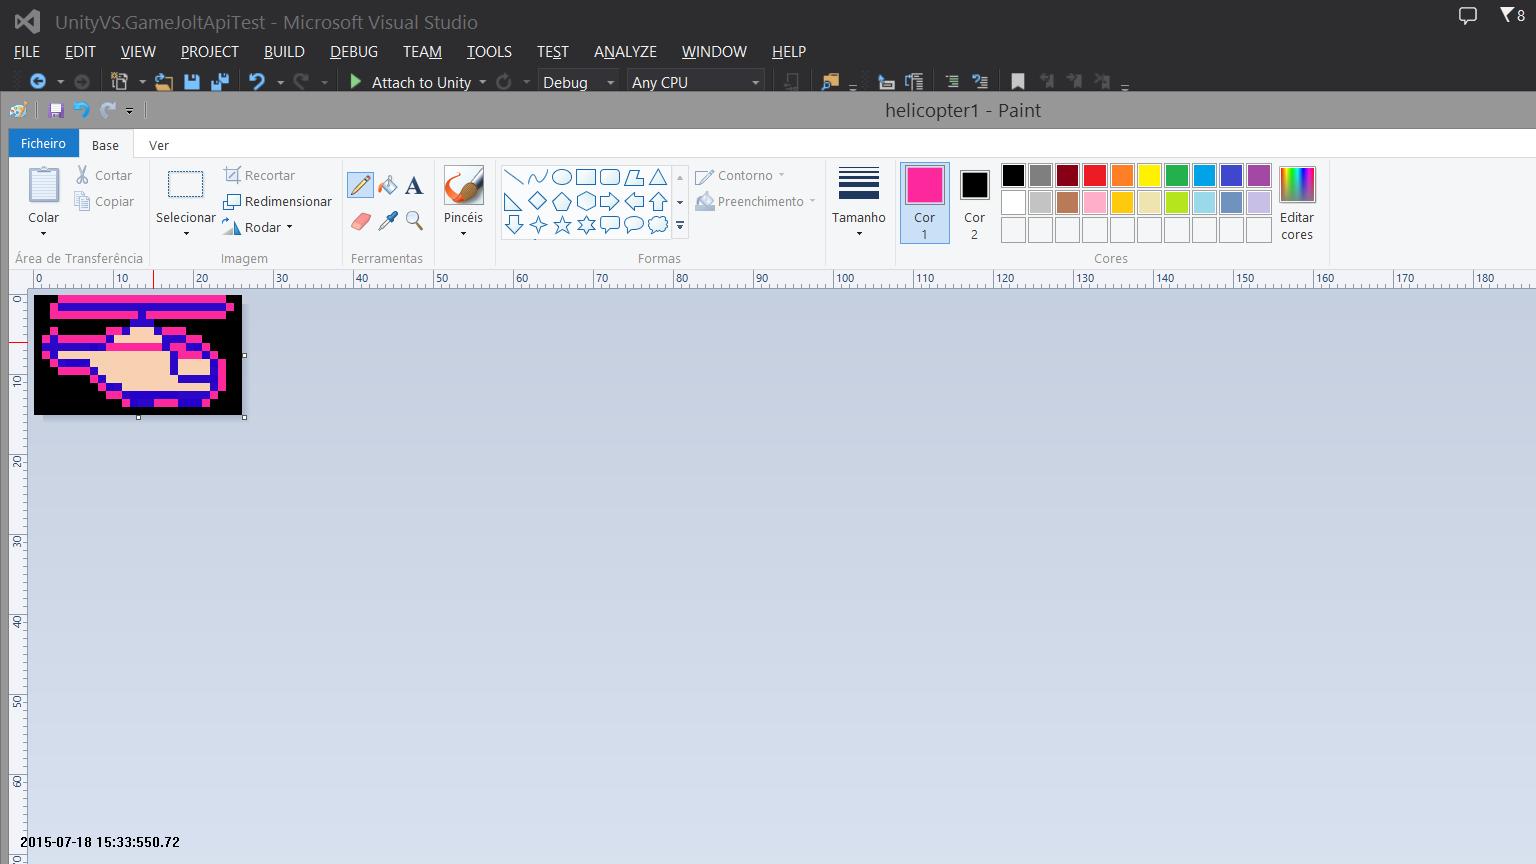 UnityVS.GameJoltApiTest - Microsoft Visual Studio
8
FILE EDIT VIEW PROJECT BUILD DEBUG TEAM TOOLS TEST ANALYZE WINDOW HELP
Attach to Unity Debug Any CPU
helicopter1 - Paint
Ficheiro Base Ver
Cortar Recortar Contorno
Copiar Redimensionar Preenchimento
Colar Selecionar Rodar Pincéis Tamanho Cor 1 Cor 2 Editar cores
Área de Transferência Imagem Ferramentas Formas Cores
0 10 20 30 40 50 60 70 80 90 100 110 120 130 140 150 160 170 180
0
10
20
30
40
50
60
70
2015-07-18 15:33:550.72